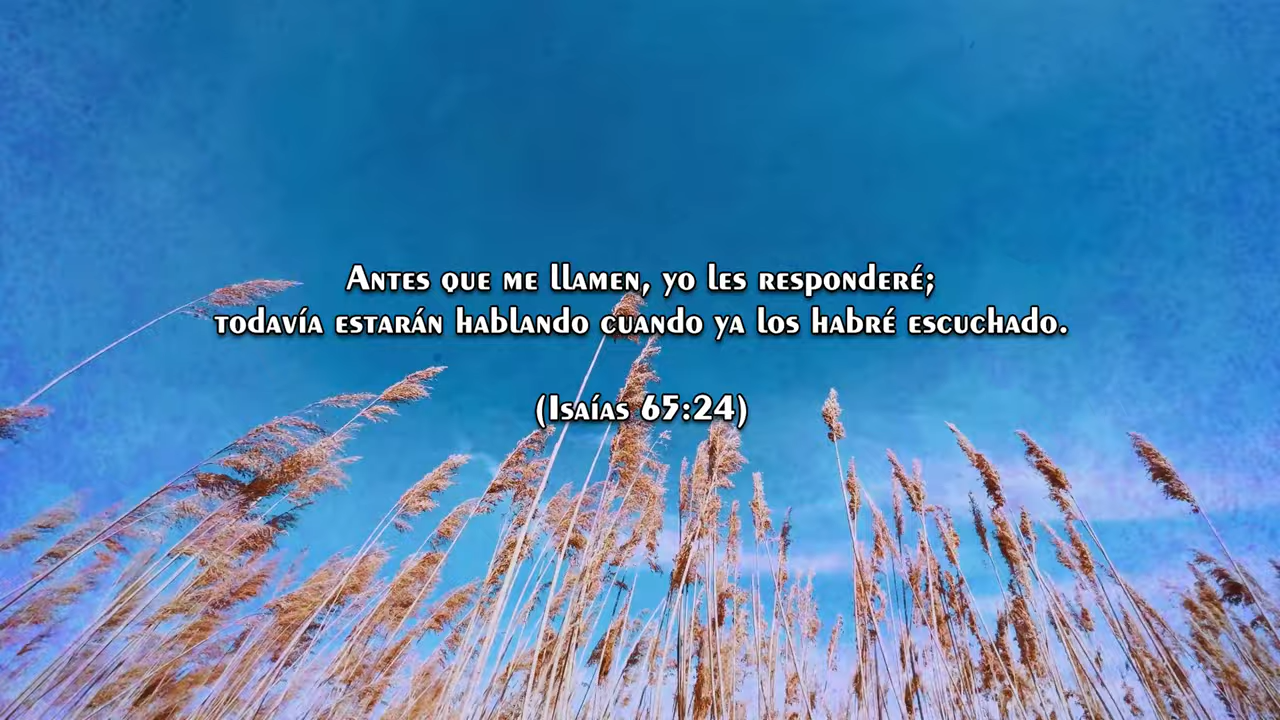 Antes que me llamen, yo les responderé;
todavía estarán hablando cuando ya los habré escuchado.
(Isaías 65:24)